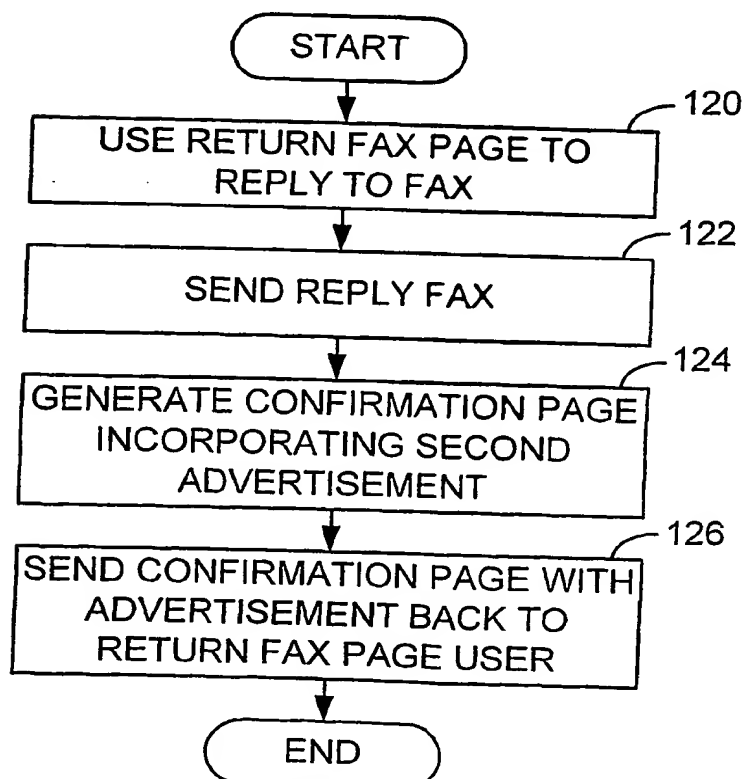 START
120
USE RETURN FAX PAGE TO
REPLY TO FAX
122
SEND REPLY FAX
124
GENERATE CONFIRMATION PAGE
INCORPORATING SECOND
ADVERTISEMENT
126
SEND CONFIRMATION PAGE WITH
ADVERTISEMENT BACK TO
RETURN FAX PAGE USER
END